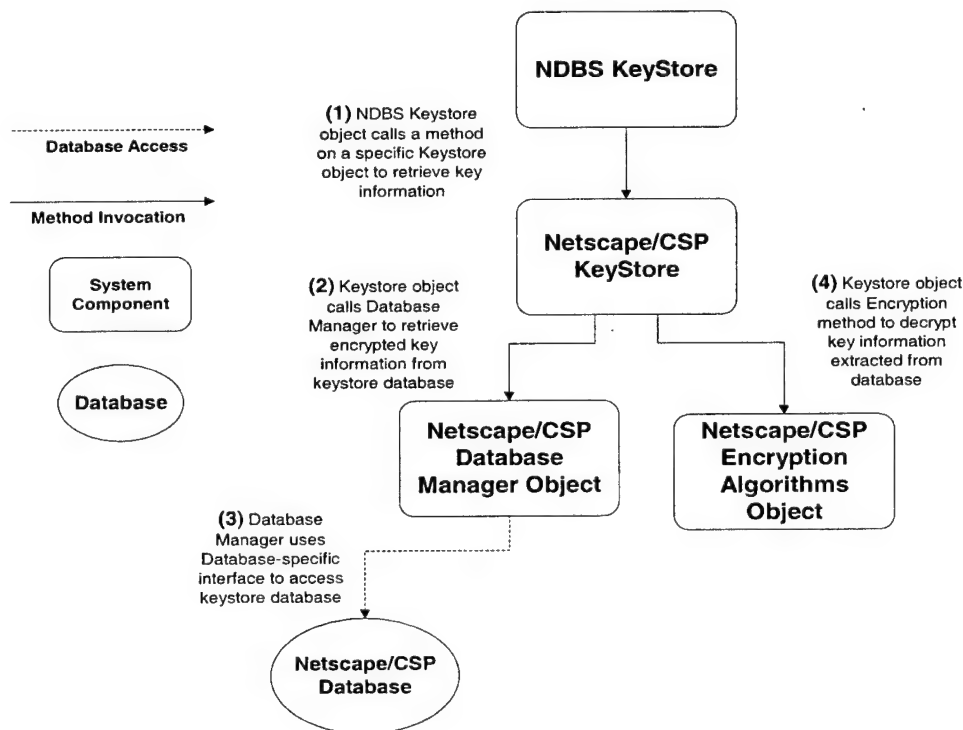 NDBS KeyStore
(1) NDBS Keystore
object calls a method
on a specific Keystore
object to retrieve key
information
Database Access
Method Invocation
System
Component
Database
Netscape/CSP
KeyStore
(2) Keystore object
calls Database
Manager to retrieve
encrypted key
information from
keystore database
(4) Keystore object
calls Encryption
method to decrypt
key information
extracted from
database
Netscape/CSP
Database
Manager Object
Netscape/CSP
Encryption
Algorithms
Object
(3) Database
Manager uses
Database-specific
interface to access
keystore database
Netscape/CSP
Database